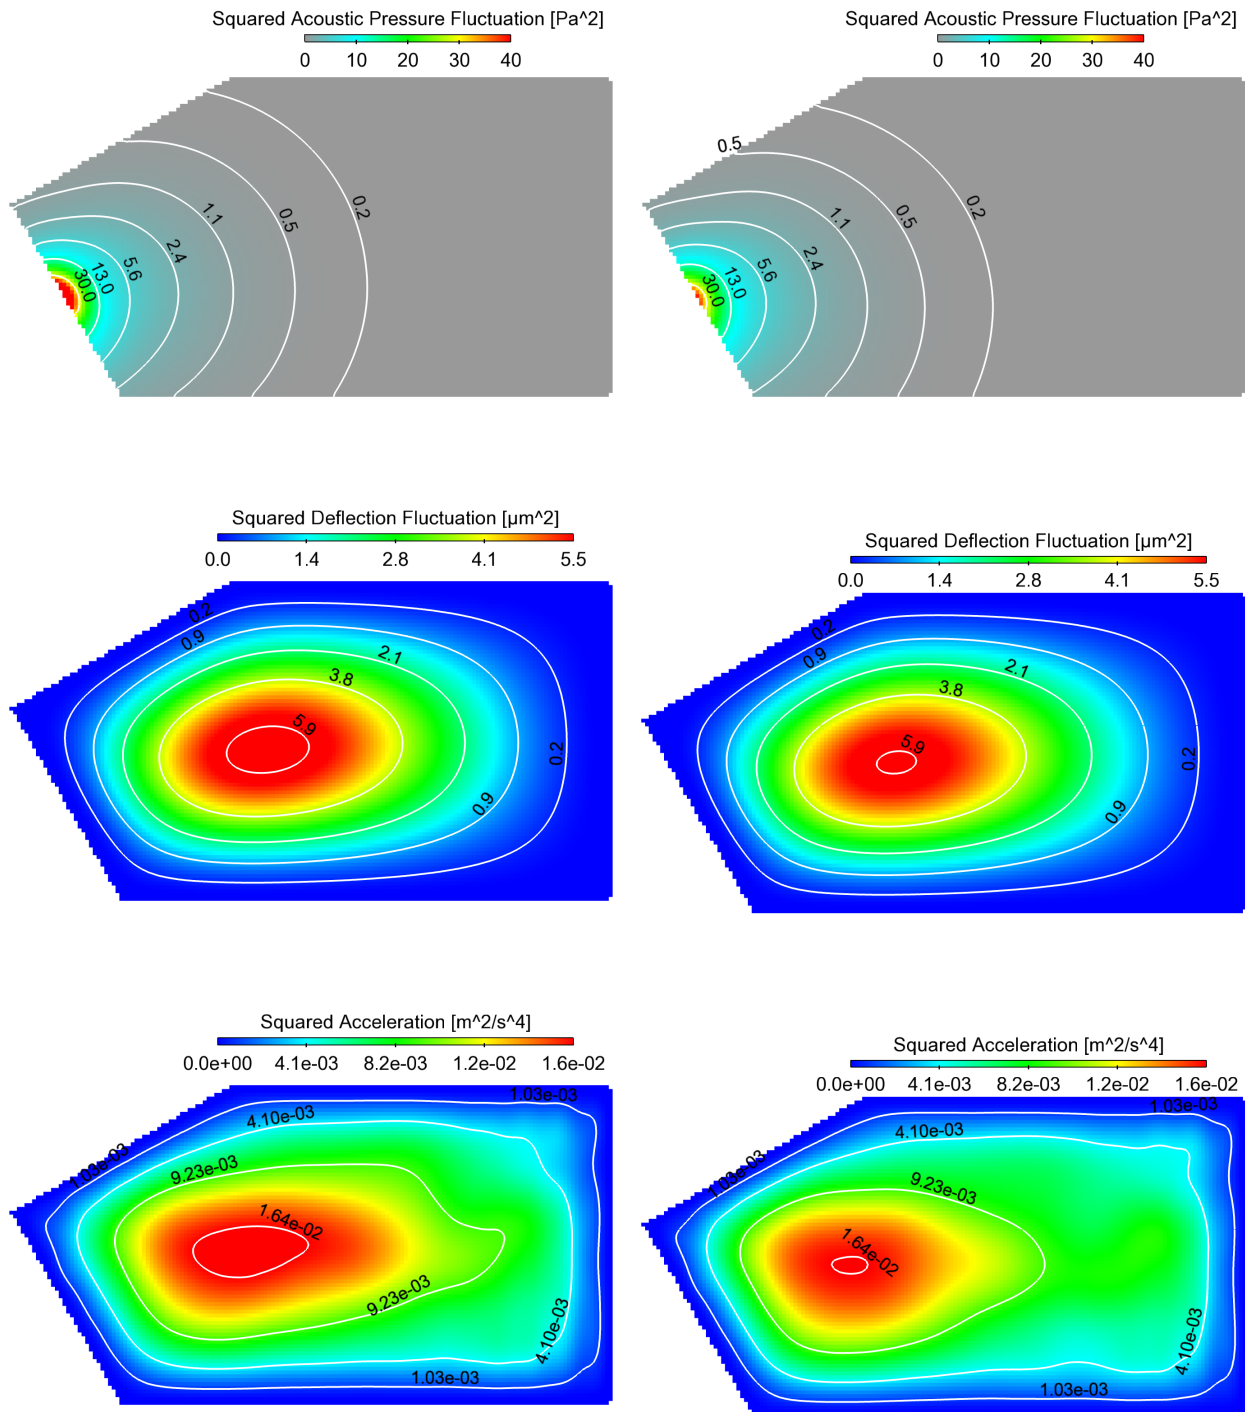 Squared Acoustic Pressure Fluctuation [Pa^2]
0 10 20 30 40
0.2
0.5
1.1
2.4
5.6
13.0
30.0
Squared Acoustic Pressure Fluctuation [Pa^2]
0 10 20 30 40
0.5
0.2
0.5
1.1
2.4
5.6
13.0
30.0
Squared Deflection Fluctuation [µm^2]
0.0 1.4 2.8 4.1 5.5
0.2
0.9
2.1
3.8
5.9
0.2
0.9
Squared Deflection Fluctuation [µm^2]
0.0 1.4 2.8 4.1 5.5
0.2
0.9
2.1
3.8
5.9
0.2
0.9
Squared Acceleration [m^2/s^4]
0.0e+00 4.1e-03 8.2e-03 1.2e-02 1.6e-02
1.03e-03
4.10e-03
1.03e-03
9.23e-03
1.64e-02
9.23e-03
4.10e-03
1.03e-03
Squared Acceleration [m^2/s^4]
0.0e+00 4.1e-03 8.2e-03 1.2e-02 1.6e-02
1.03e-03
4.10e-03
1.03e-03
9.23e-03
1.64e-02
4.10e-03
1.03e-03